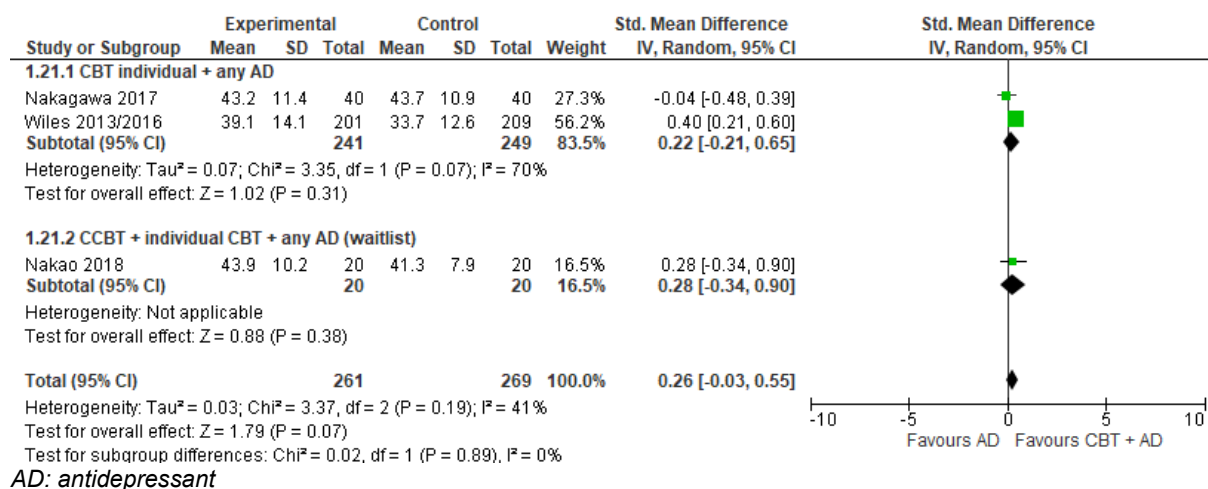 Experimental Control Std. Mean Difference Std. Mean Difference
Study or Subgroup Mean SD Total Mean SD Total Weight IV, Random, 95% CI IV, Random, 95% CI
1.21.1 CBT individual + any AD
Nakagawa 2017 43.2 11.4 40 43.7 10.9 40 27.3% -0.04 [-0.48, 0.39]
Wiles 2013/2016 39.1 14.1 201 33.7 12.6 209 56.2% 0.40 [0.21, 0.60]
Subtotal (95% CI) 241 249 83.5% 0.22 [-0.21, 0.65]
Heterogeneity: Tau² = 0.07; Chi² = 3.35, df = 1 (P = 0.07); I² = 70%
Test for overall effect: Z = 1.02 (P = 0.31)
1.21.2 CCBT + individual CBT + any AD (waitlist)
Nakao 2018 43.9 10.2 20 41.3 7.9 20 16.5% 0.28 [-0.34, 0.90]
Subtotal (95% CI) 20 20 16.5% 0.28 [-0.34, 0.90]
Heterogeneity: Not applicable
Test for overall effect: Z = 0.88 (P = 0.38)
Total (95% CI) 261 269 100.0% 0.26 [-0.03, 0.55]
Heterogeneity: Tau² = 0.03; Chi² = 3.37, df = 2 (P = 0.19); I² = 41%
Test for overall effect: Z = 1.79 (P = 0.07)
Test for subgroup differences: Chi² = 0.02, df = 1 (P = 0.89), I² = 0%
-10 -5 0 5 10
Favours AD Favours CBT + AD
AD: antidepressant